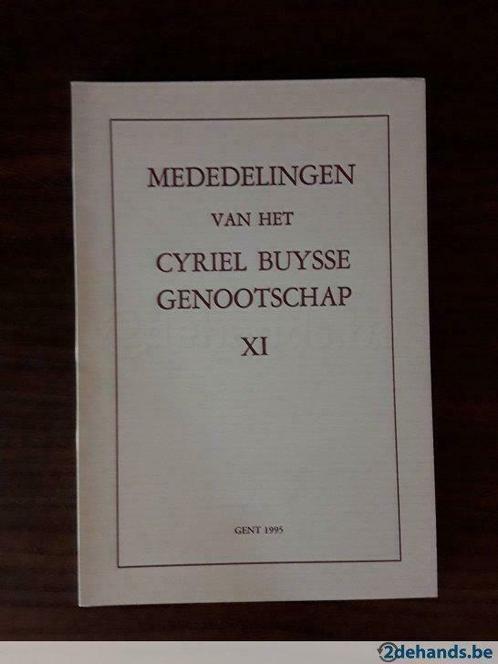 MEDEDELINGEN
VAN HET
CYRIEL BUYSSE
GENOOTSCHAP
XI
GENT 1995
2dehands.be